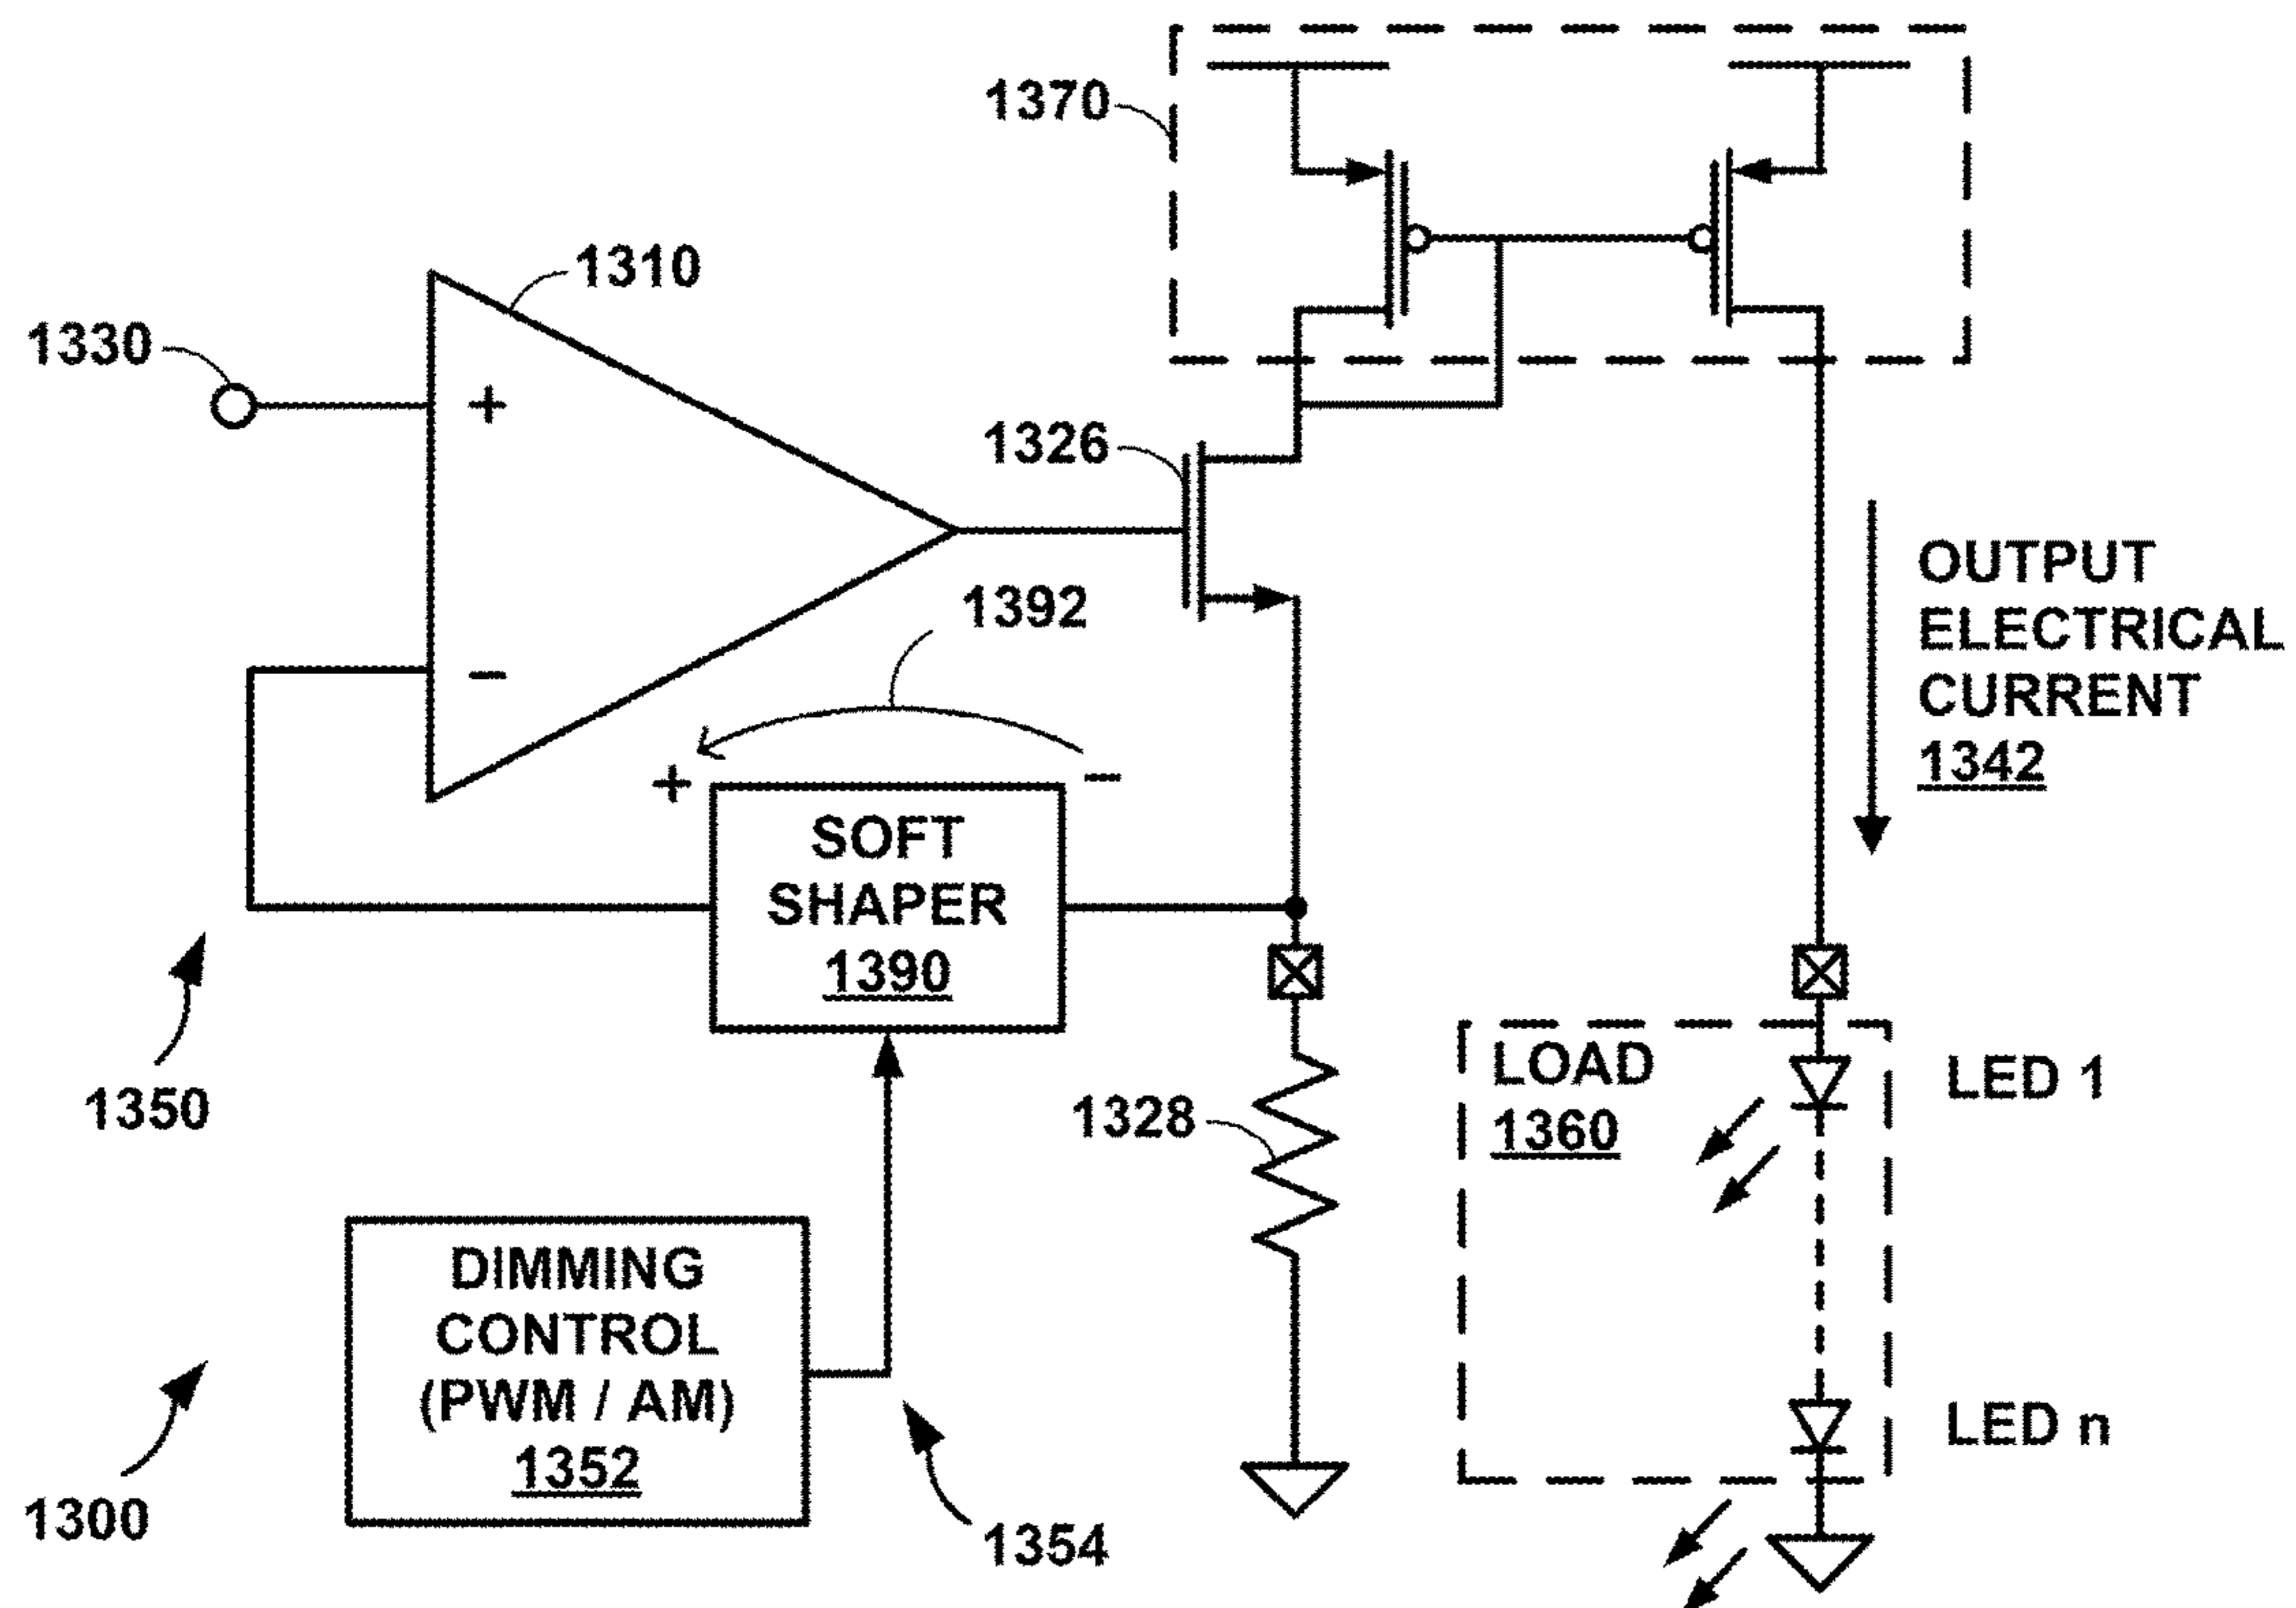 1370
1310
1330
+
1326
OUTPUT
ELECTRICAL
CURRENT
1342
1392
−
+
−
SOFT
SHAPER
1390
1350
LOAD
1360
LED 1
1328
DIMMING
CONTROL
(PWM / AM)
1352
LED n
1300
1354